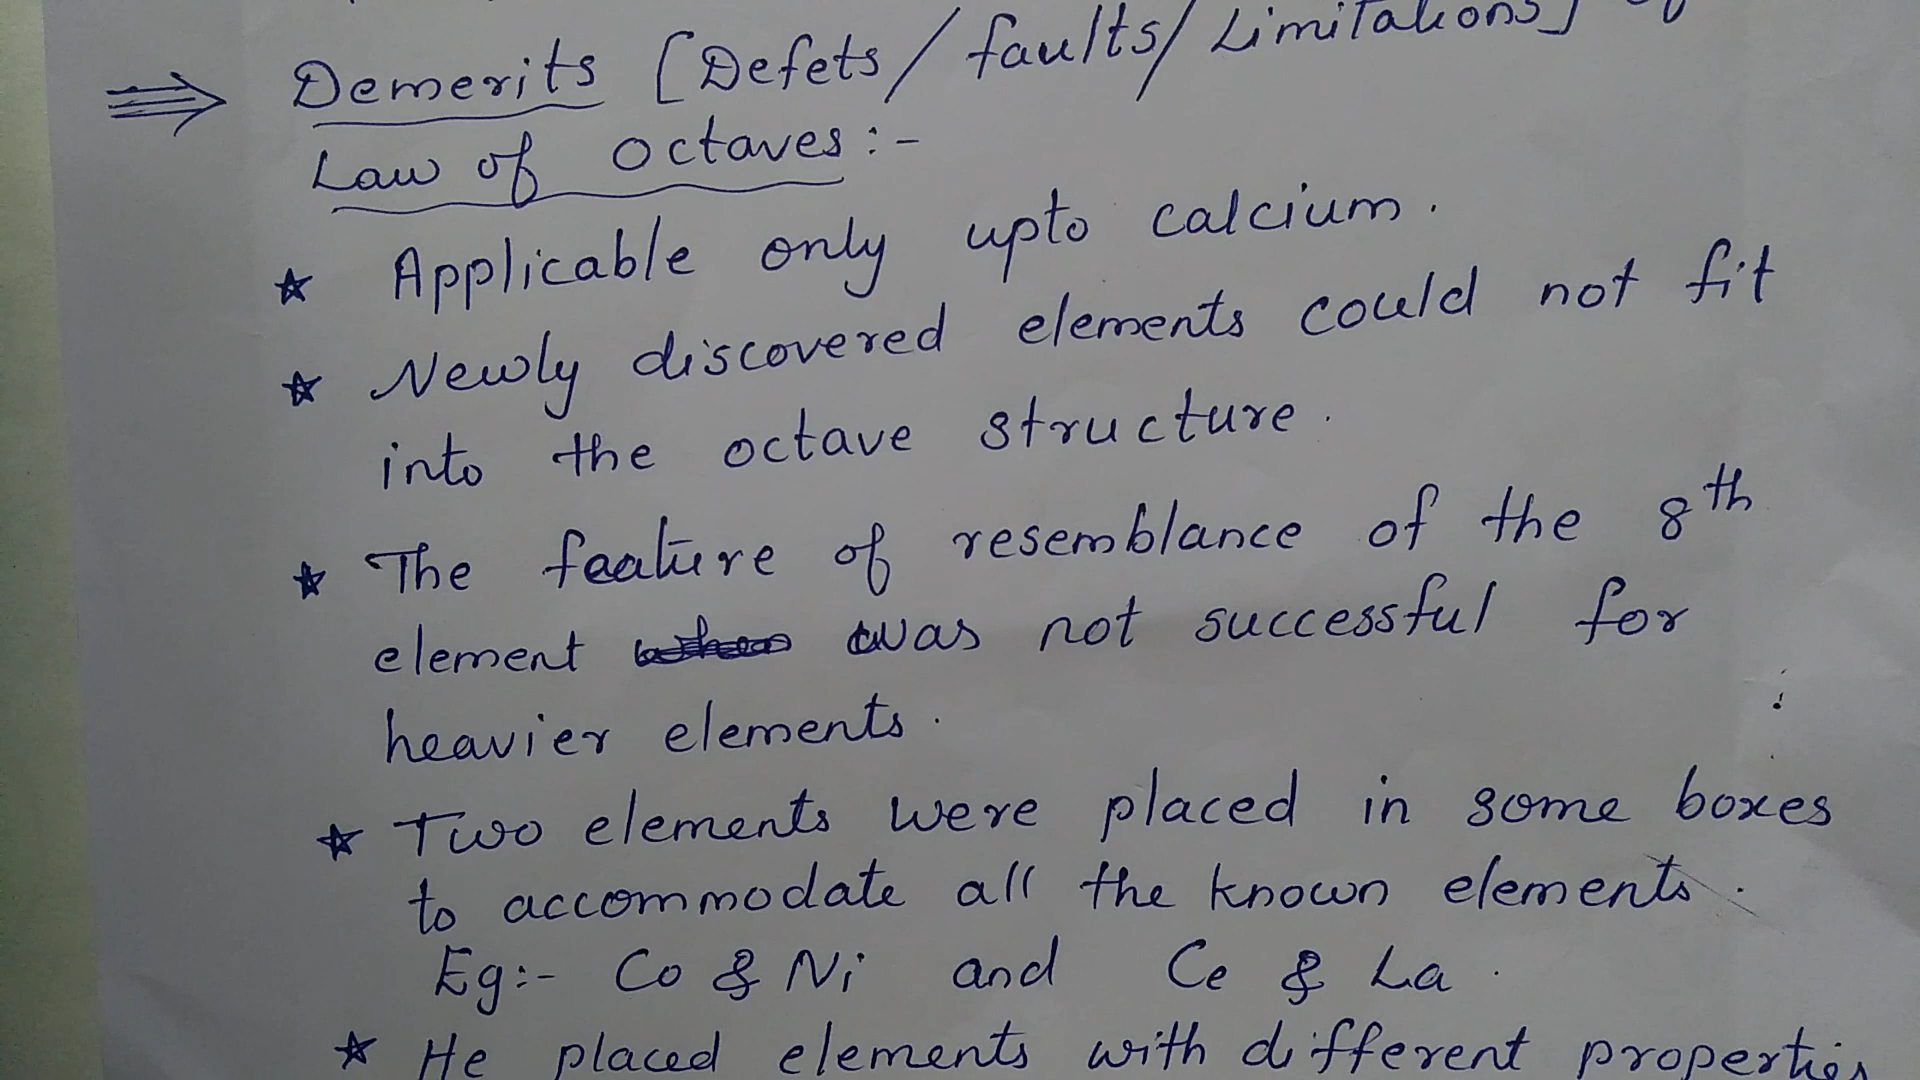 ⇒ Demerits [Defets / faults / Limitations] of
Law of Octaves :-
★ Applicable only upto calcium.
★ Newly discovered elements could not fit
into the octave structure.
★ The feature of resemblance of the 8th
element was not successful for
heavier elements.
★ Two elements were placed in some boxes
to accommodate all the known elements.
Eg:- Co & Ni and Ce & La.
★ He placed elements with different properties